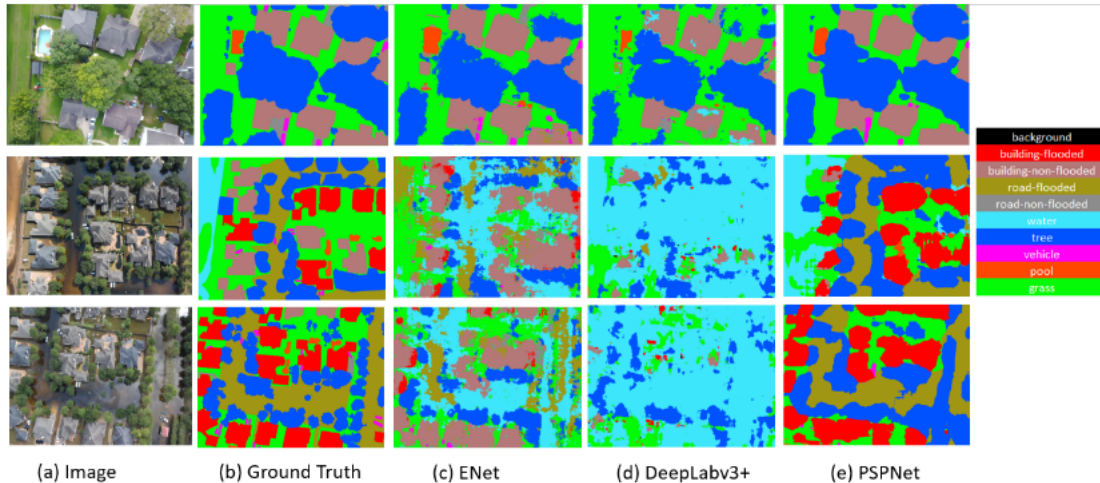 background
building-flooded
building-non-flooded
road-flooded
road-non-flooded
water
tree
vehicle
pool
grass
(a) Image (b) Ground Truth (c) ENet (d) DeepLabv3+ (e) PSPNet